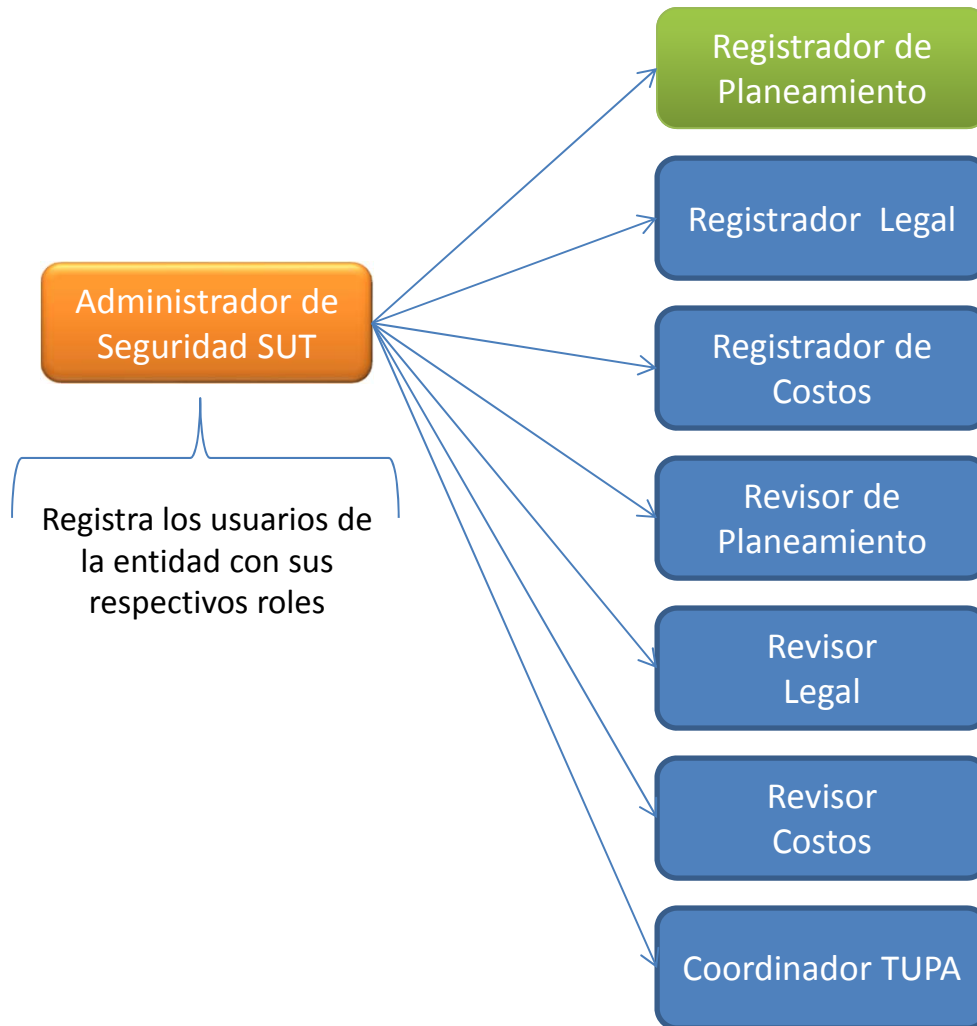 Registrador de
Planeamiento
Registrador Legal
Administrador de
Seguridad SUT
Registrador de
Costos
Registra los usuarios de
la entidad con sus
respectivos roles
Revisor de
Planeamiento
Revisor
Legal
Revisor
Costos
Coordinador TUPA